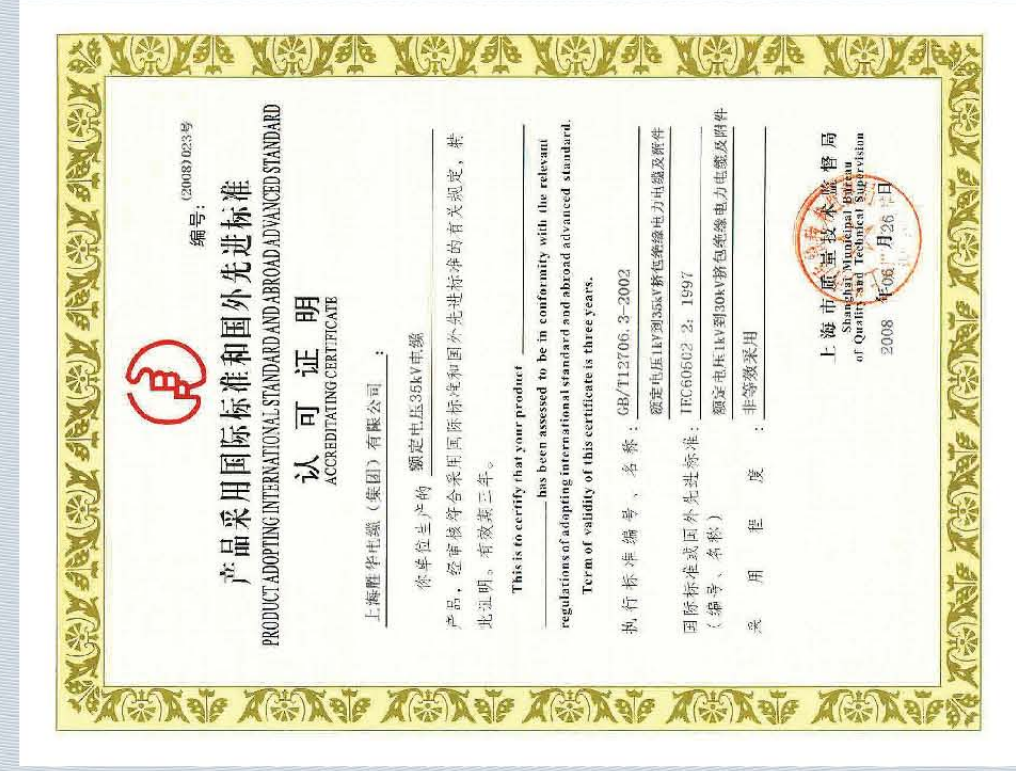 编号：(2008)023号
产品采用国际标准和国外先进标准
PRODUCT ADOPTING INTERNATIONAL STANDARD AND ABROAD ADVANCED STANDARD
认可证明
ACCREDITATING CERTIFICATE
上海胜华电缆（集团）有限公司：
你单位生产的 额定电压35kV电缆
产品，经审核符合采用国际标准和国外先进标准的有关规定，特
此证明。有效期三年。
This is to certify that your product
has been assessed to be in conformity with the relevant
regulations of adopting international standard and abroad advanced standard.
Term of validity of this certificate is three years.
执行标准编号、名称：GB/T12706.3-2002
额定电压1kV到35kV挤包绝缘电力电缆及附件
国际标准或国外先进标准：IEC60502-2: 1997
（编号、名称） 额定电压1kV到30kV挤包绝缘电力电缆及附件
采用程度：非等效采用
上海市质量技术监督局
Shanghai Municipal Bureau
of Quality and Technical Supervision
2008年06月26日